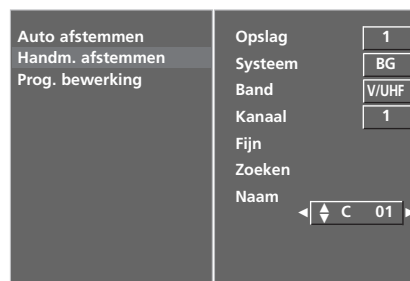 Auto afstemmen
Handm. afstemmen
Prog. bewerking
Opslag 1
Systeem BG
Band V/UHF
Kanaal 1
Fijn
Zoeken
Naam
C 01